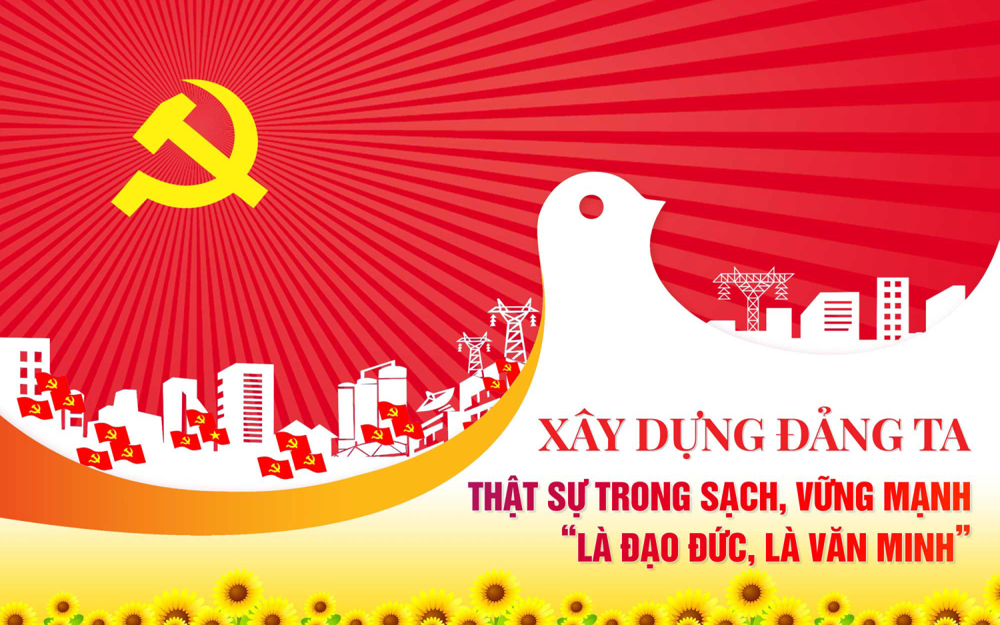 XÂY DỰNG ĐẢNG TA
THẬT SỰ TRONG SẠCH, VỮNG MẠNH
“LÀ ĐẠO ĐỨC, LÀ VĂN MINH”